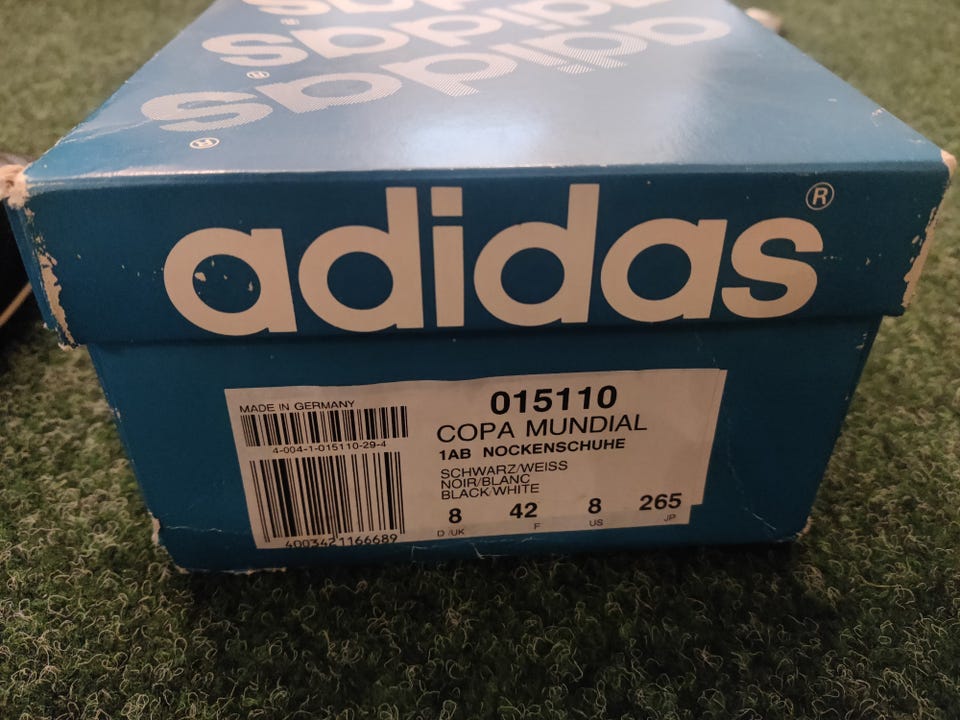 adidas
adidas
adidas ®
adidas ®
MADE IN GERMANY
4-004-1-015110-29-4
4003421166689
015110
COPA MUNDIAL
1AB NOCKENSCHUHE
SCHWARZ/WEISS
NOIR/BLANC
BLACK/WHITE
8 42 8 265
D/UK F US JP